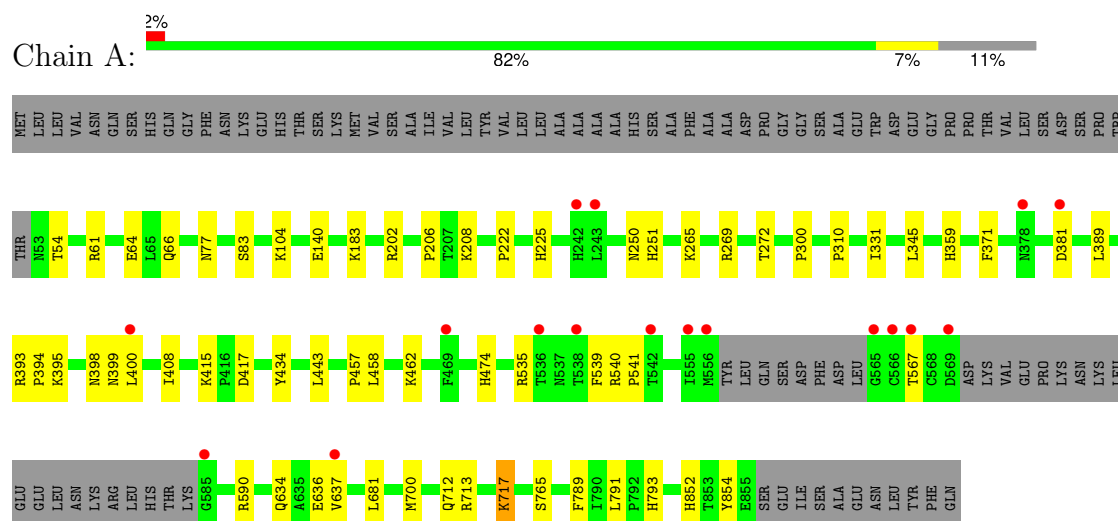 2%
Chain A:
82% 7% 11%
MET LEU LEU VAL ASN GLN SER HIS GLN GLY PHE ASN LYS GLU HIS THR SER LYS MET VAL SER ALA ILE VAL LEU TYR VAL LEU LEU ALA ALA ALA ALA HIS SER ALA PHE ALA ALA ASP PRO GLY GLY SER ALA GLU TRP ASP GLU GLY PRO PRO THR VAL LEU SER ASP SER PRO TRP
THR N53 T54 R61 E64 L65 Q66 N77 S83 K104 E140 K183 R202 P206 T207 K208 P222 H225 H242 L243 N250 H251 K265 R269 T272 P300 P310 I331 L345 H359 F371 N378 D381 L389
R393 P394 K395 N398 N399 L400 I408 K415 P416 D417 Y434 L443 P457 L458 K462 F469 H474 R535 T536 N537 T538 F539 R540 P541 T542 I555 M556 TYR LEU GLN SER ASP PHE ASP LEU G565 C566 T567 C568 D569 ASP LYS VAL GLU PRO LYS ASN LYS LEU
GLU GLU LEU ASN LYS ARG LEU HIS THR LYS G585 R590 Q634 A635 E636 V637 L681 M700 Q712 R713 K717 S765 F789 I790 L791 P792 H793 H852 T853 Y854 E855 SER GLU ILE SER ALA GLU ASN LEU TYR PHE GLN